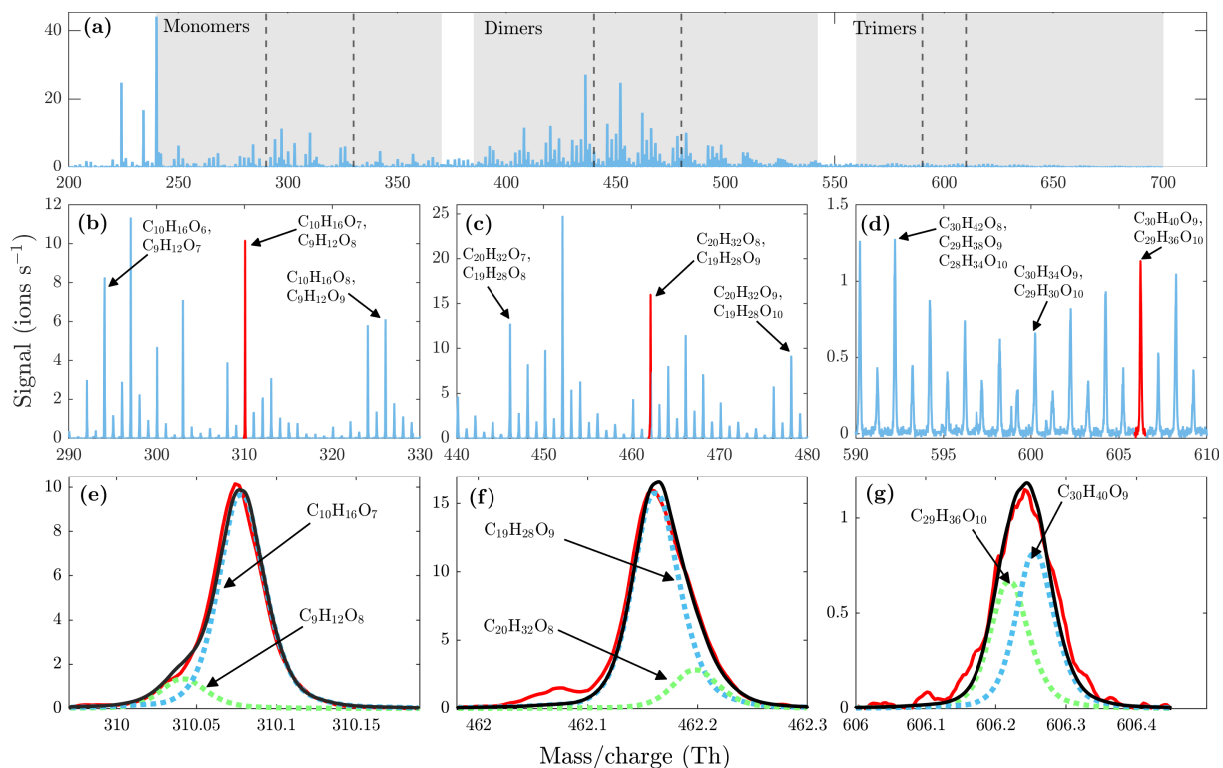 (a) Monomers Dimers Trimers
40
20
0
200 250 300 350 400 450 500 550 600 650 700
Signal (ions s⁻¹)
(b)
C₁₀H₁₆O₆,
C₉H₁₂O₇
C₁₀H₁₆O₇,
C₉H₁₂O₈
C₁₀H₁₆O₈,
C₉H₁₂O₉
12
10
8
6
4
2
0
290 300 310 320 330
(c)
C₂₀H₃₂O₇,
C₁₉H₂₈O₈
C₂₀H₃₂O₈,
C₁₉H₂₈O₉
C₂₀H₃₂O₉,
C₁₉H₂₈O₁₀
25
20
15
10
5
0
440 450 460 470 480
(d)
C₃₀H₄₂O₈,
C₂₉H₃₈O₉
C₂₈H₃₄O₁₀
C₃₀H₃₄O₉,
C₂₉H₃₀O₁₀
C₃₀H₄₀O₉,
C₂₉H₃₆O₁₀
1.5
1
0.5
0
590 595 600 605 610
(e)
C₁₀H₁₆O₇
C₉H₁₂O₈
10
8
6
4
2
0
310 310.05 310.1 310.15
(f)
C₁₉H₂₈O₉
C₂₀H₃₂O₈
15
10
5
0
462 462.1 462.2 462.3
(g)
C₂₉H₃₆O₁₀
C₃₀H₄₀O₉
1
0.5
0
606 606.1 606.2 606.3 606.4
Mass/charge (Th)